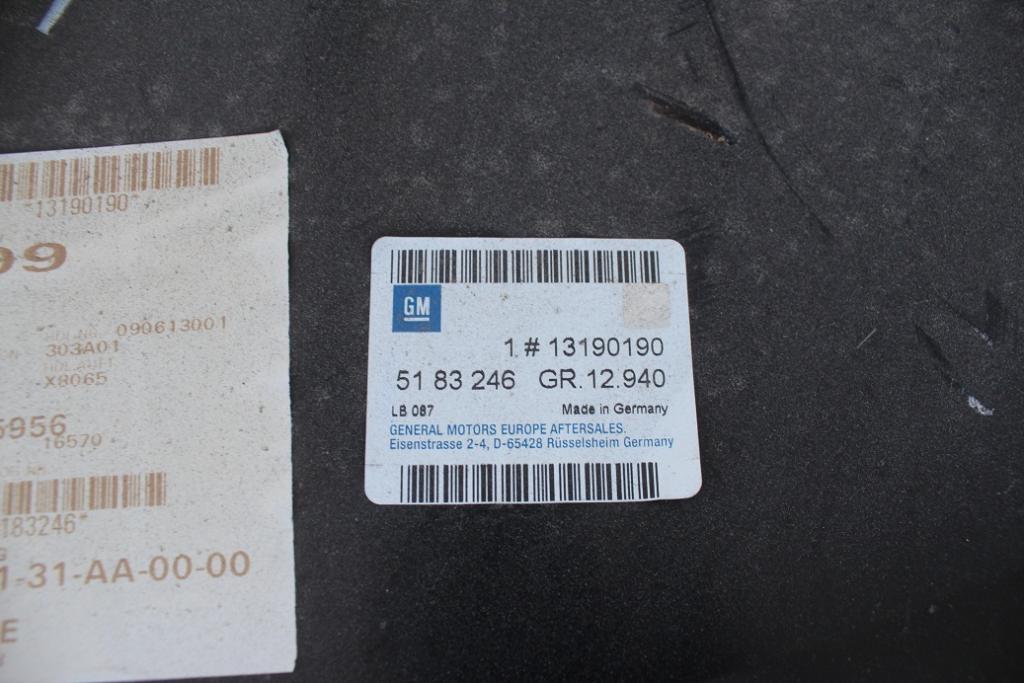 *13190190*
99
090613001
303A01
X8065
5956
16570
183246*
1-31-AA-00-00
E
GM
1 # 13190190
51 83 246 GR.12.940
LB 087 Made in Germany
GENERAL MOTORS EUROPE AFTERSALES.
Eisenstrasse 2-4, D-65428 Rüsselsheim Germany